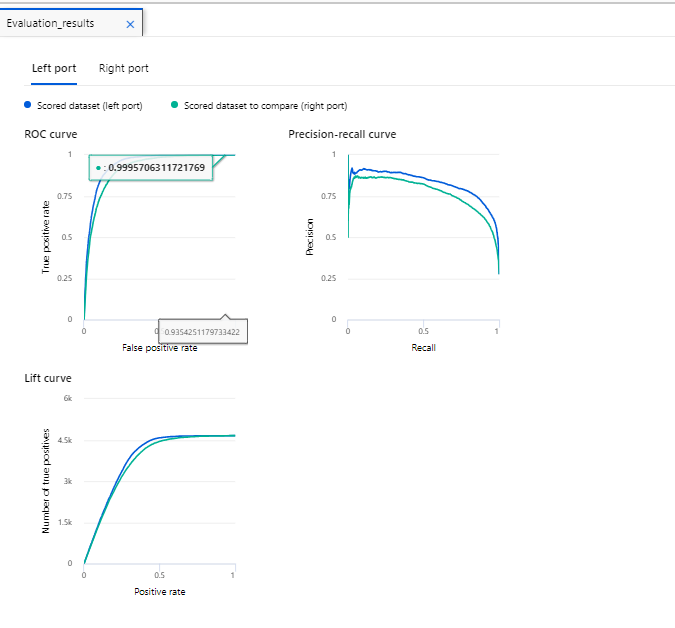 Evaluation_results ×
Left port Right port
Scored dataset (left port) Scored dataset to compare (right port)
ROC curve
True positive rate
1
0.75
0.5
0.25
0
: 0.9995706311721769
0 0
0.9354251179733422
False positive rate
Precision-recall curve
Precision
1
0.75
0.5
0.25
0
0 0.5 1
Recall
Lift curve
Number of true positives
6k
4.5k
3k
1.5k
0
0 0.5 1
Positive rate